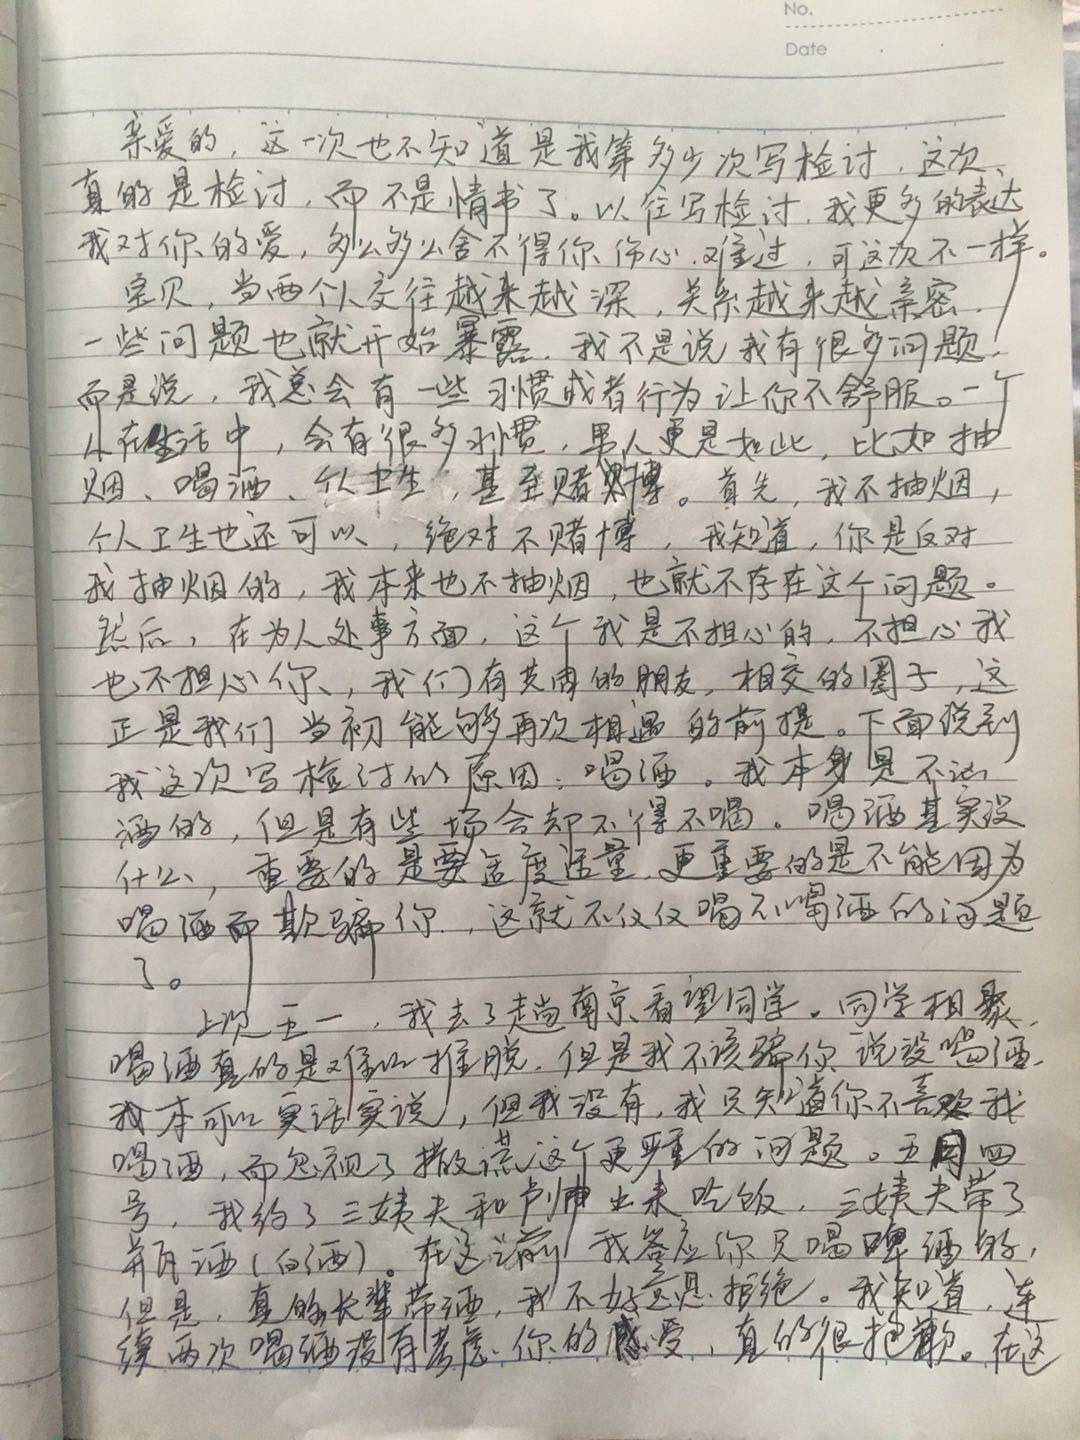 No.
Date
亲爱的，这一次也不知道是我第多少次写检讨，这次，
真的是检讨，而不是情书了。以往写检讨，我更多的表达
我对你的爱，多么多么舍不得你伤心、难过，可这次不一样。
宝贝，当两个人交往越来越深，关系越来越亲密，
一些问题也就开始暴露，我不是说我有很多问题，
而是说，我总会有一些习惯或者行为让你不舒服。一个
人在生活中，会有很多习惯，男人更是如此，比如抽
烟、喝酒、个人卫生，甚至赌博。首先，我不抽烟，
个人卫生也还可以，绝对不赌博，我知道，你是反对
我抽烟的，我本来也不抽烟，也就不存在这个问题。
然后，在为人处事方面，这个我是不担心的，不担心我
也不担心你，我们有共同的朋友，相交的圈子，这
正是我们当初能够再次相遇的前提。下面说到
我这次写检讨的原因：喝酒。我本身是不沾
酒的，但是有些场合却不得不喝。喝酒其实没
什么，重要的是要适度适量，更重要的是不能因为
喝酒而欺骗你，这就不仅仅喝不喝酒的问题
了。
上次五一，我去了趟南京看望同学。同学相聚，
喝酒真的是难以推脱，但是我不该骗你说没喝酒，
我本可以实话实说，但我没有，我只知道你不喜欢我
喝酒，而忽视了撒谎这个更严重的问题。五月四
号，我约了三姨夫和卢帅出来吃饭，三姨夫带了
瓶酒（白酒）。在这之前，我答应你只喝啤酒的，
但是，真的长辈带酒，我不好意思拒绝。我知道，连
续两次喝酒没有考虑你的感受，真的很抱歉。在这